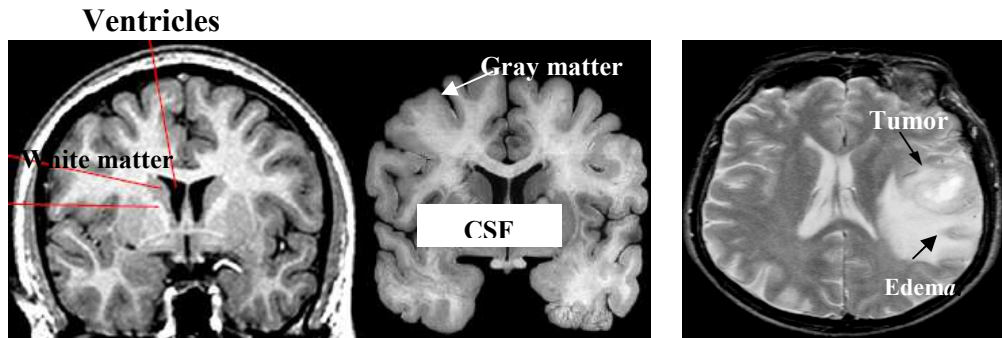 Ventricles
Gray matter
White matter
CSF
Tumor
Edema